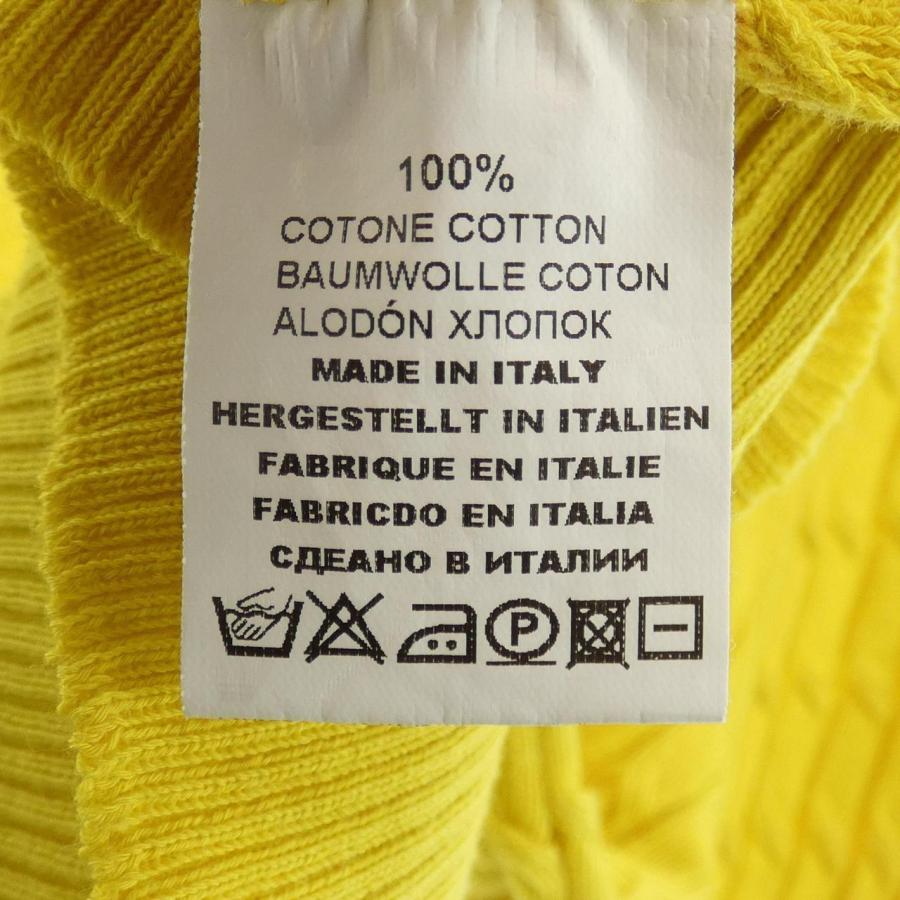 100%
COTONE COTTON
BAUMWOLLE COTON
ALODÓN ХЛОПОК
MADE IN ITALY
HERGESTELLT IN ITALIEN
FABRIQUE EN ITALIE
FABRICDO EN ITALIA
СДЕАНО В ИТАЛИИ
P